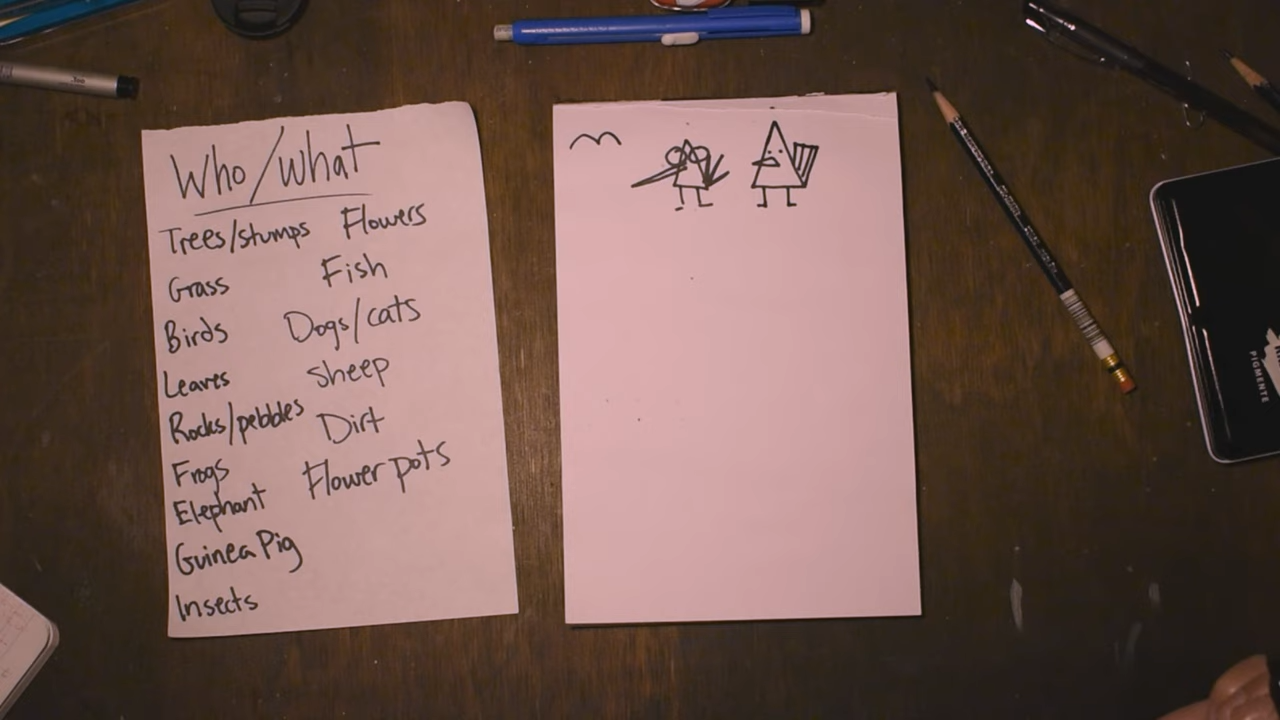 Who/What
Trees/stumps Flowers
Grass Fish
Birds Dogs/cats
Leaves Sheep
Rocks/pebbles Dirt
Frogs Flower pots
Elephant
Guinea Pig
Insects
PIGMENTE